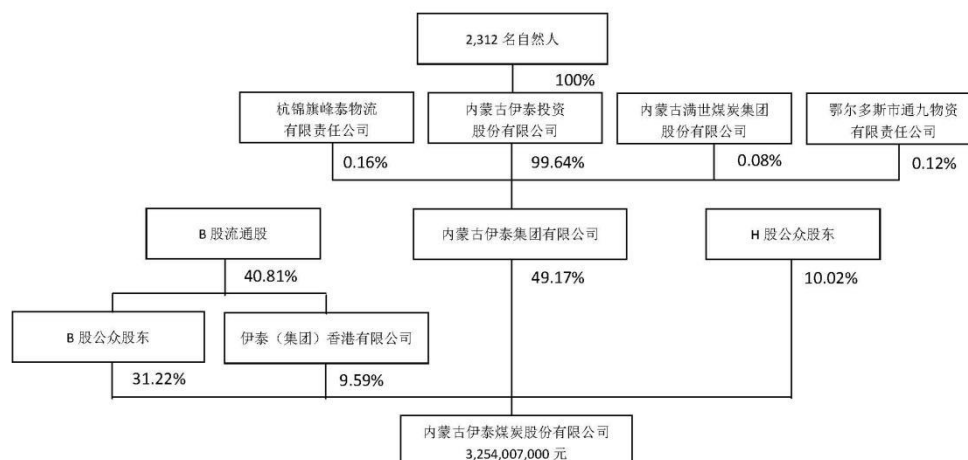 2,312 名自然人
100%
杭锦旗峰泰物流
有限责任公司
内蒙古伊泰投资
股份有限公司
内蒙古满世煤炭集团
股份有限公司
鄂尔多斯市通九物资
有限责任公司
0.16%
99.64%
0.08%
0.12%
B 股流通股
内蒙古伊泰集团有限公司
H 股公众股东
40.81%
49.17%
10.02%
B 股公众股东
伊泰（集团）香港有限公司
31.22%
9.59%
内蒙古伊泰煤炭股份有限公司
3,254,007,000 元